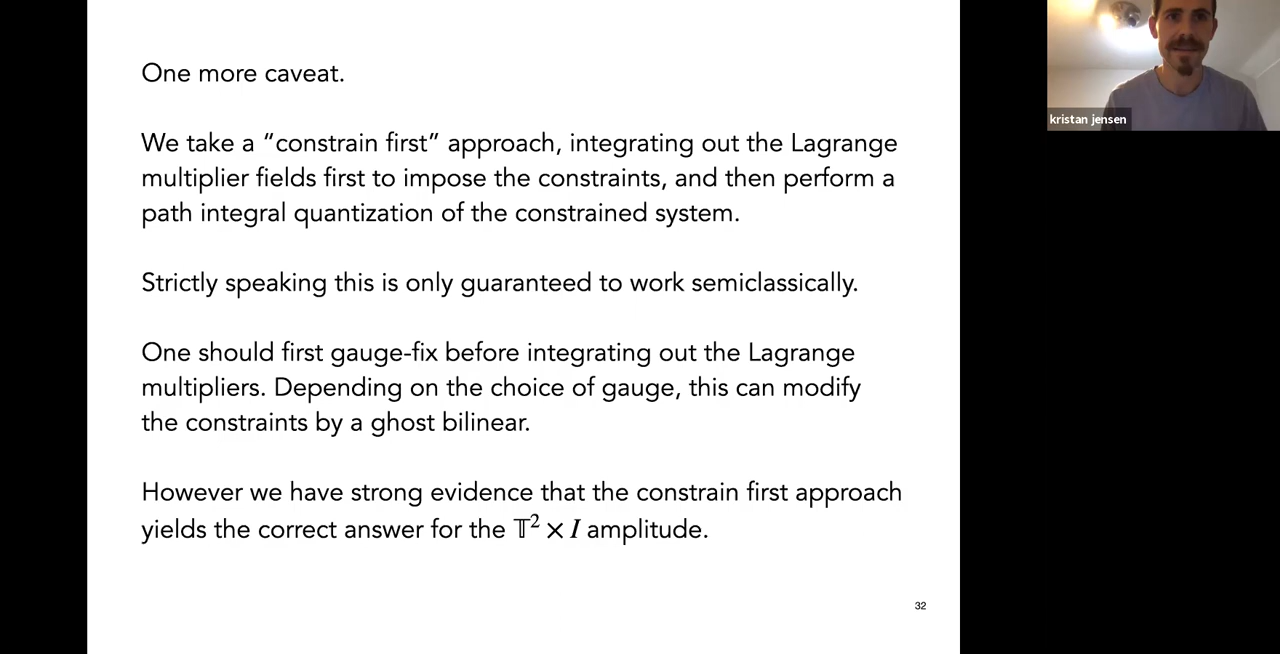 One more caveat.
We take a “constrain first” approach, integrating out the Lagrange
multiplier fields first to impose the constraints, and then perform a
path integral quantization of the constrained system.
Strictly speaking this is only guaranteed to work semiclassically.
One should first gauge-fix before integrating out the Lagrange
multipliers. Depending on the choice of gauge, this can modify
the constraints by a ghost bilinear.
However we have strong evidence that the constrain first approach
yields the correct answer for the 𝕋² × I amplitude.
32
kristan jensen